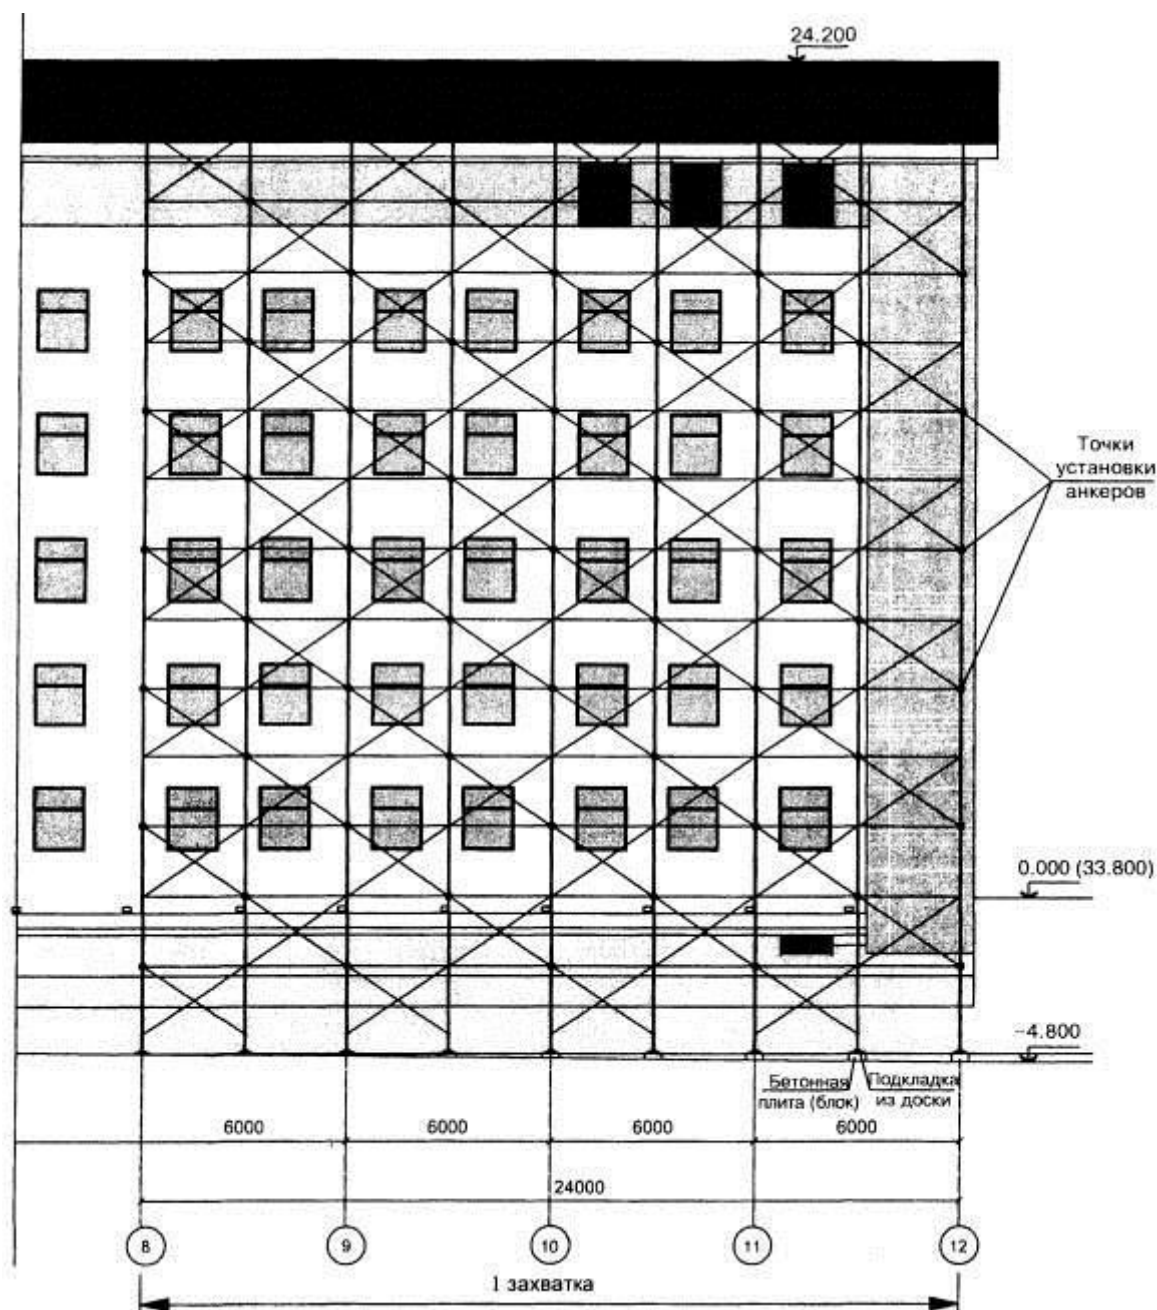 24.200
Точки
установки
анкеров
0.000 (33.800)
-4.800
Бетонная
плита (блок)
Подкладка
из доски
6000
6000
6000
6000
24000
8
9
10
11
12
1 захватка